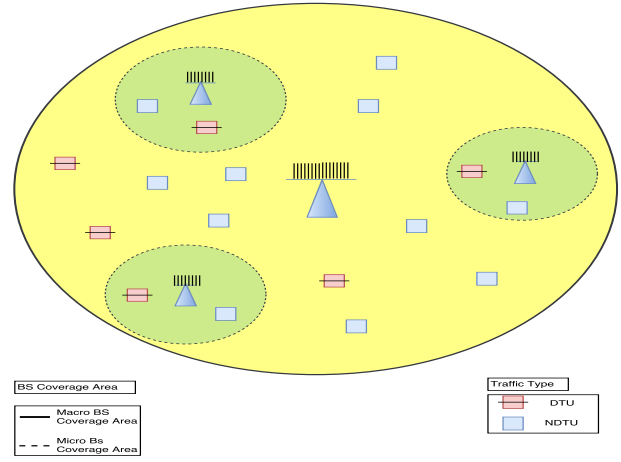 BS Coverage Area
Macro BS
Coverage Area
Micro Bs
Coverage Area
Traffic Type
DTU
NDTU